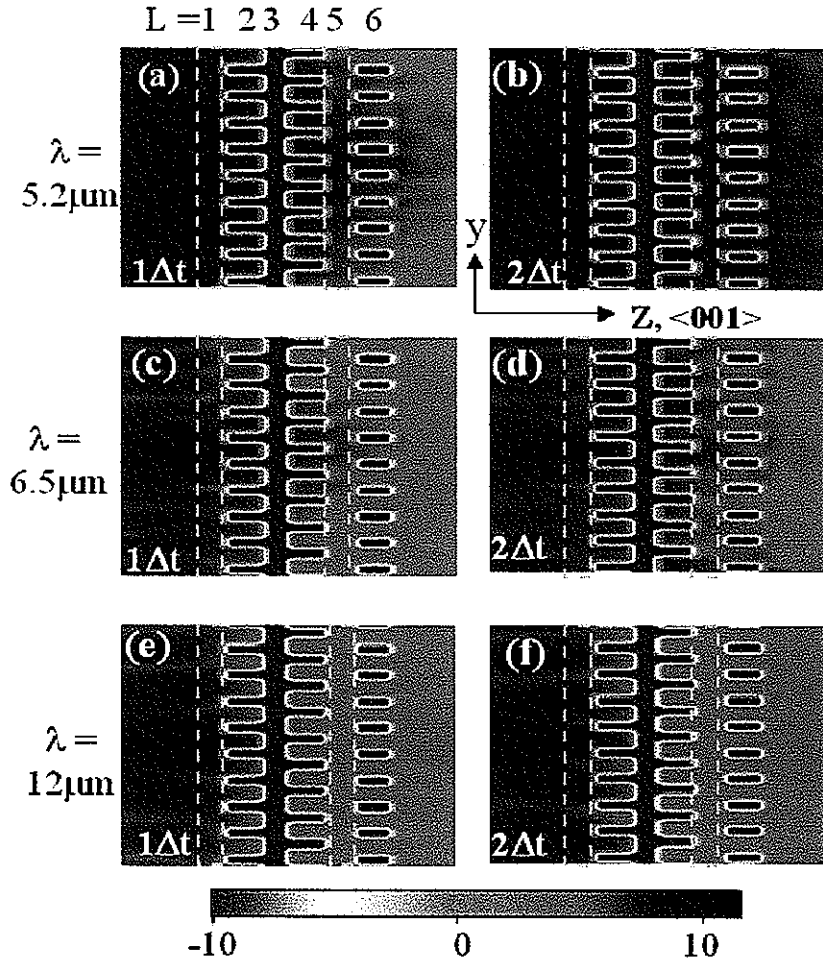 L =1 2 3 4 5 6
(a)
(b)
λ =
5.2μm
1Δt
2Δt
y
Z, <001>
(c)
(d)
λ =
6.5μm
1Δt
2Δt
(e)
(f)
λ =
12μm
1Δt
2Δt
-10 0 10